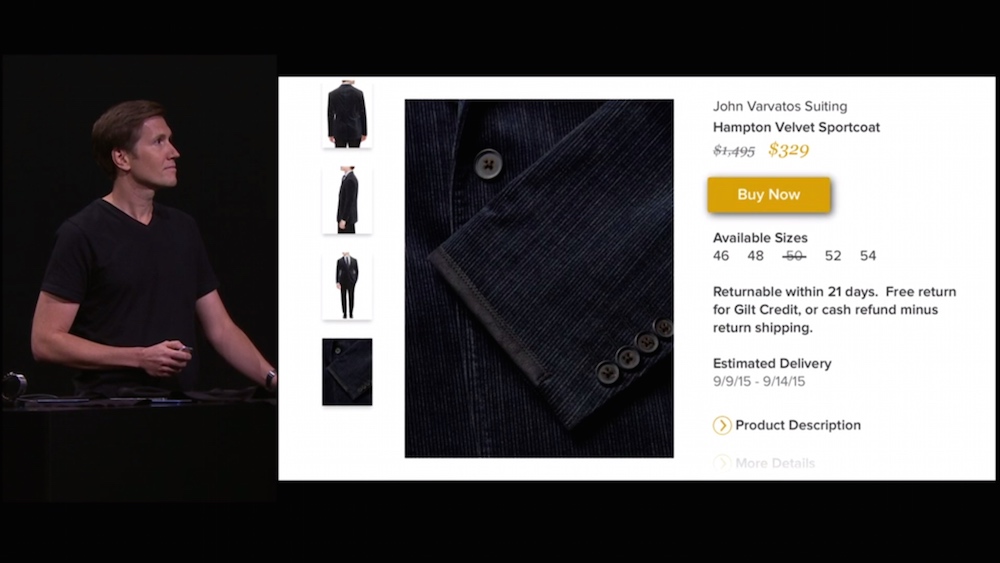 John Varvatos Suiting
Hampton Velvet Sportcoat
$1,495 $329
Buy Now
Available Sizes
46 48 50 52 54
Returnable within 21 days. Free return
for Gilt Credit, or cash refund minus
return shipping.
Estimated Delivery
9/9/15 - 9/14/15
Product Description
More Details